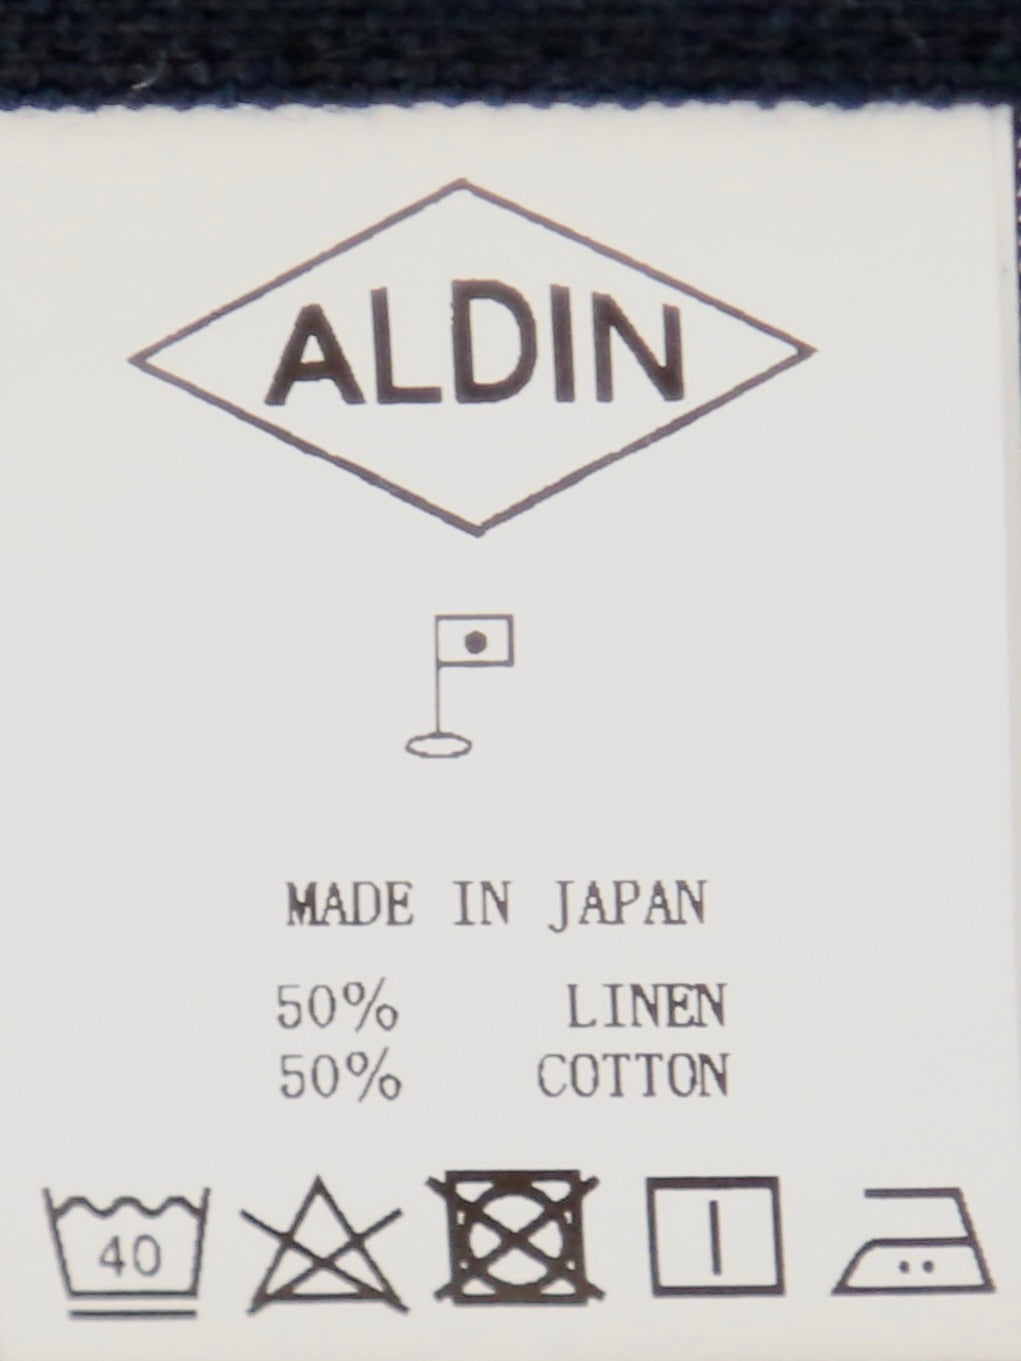 ALDIN
MADE IN JAPAN
50% LINEN
50% COTTON
40